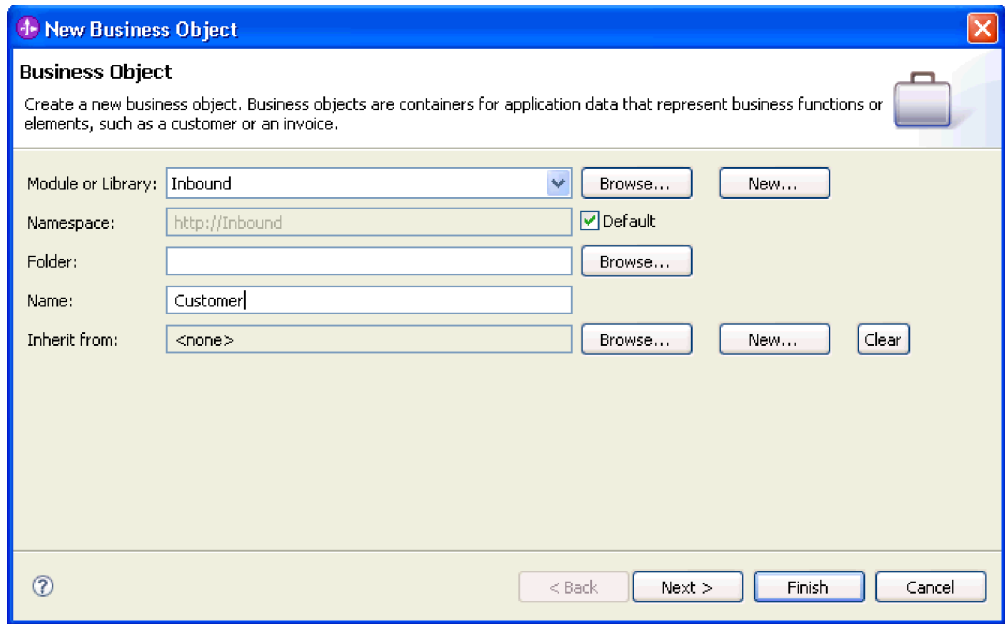 New Business Object
Business Object
Create a new business object. Business objects are containers for application data that represent business functions or
elements, such as a customer or an invoice.
Module or Library: Inbound Browse... New...
Namespace: http://Inbound Default
Folder: Browse...
Name: Customer
Inherit from: <none> Browse... New... Clear
? < Back Next > Finish Cancel